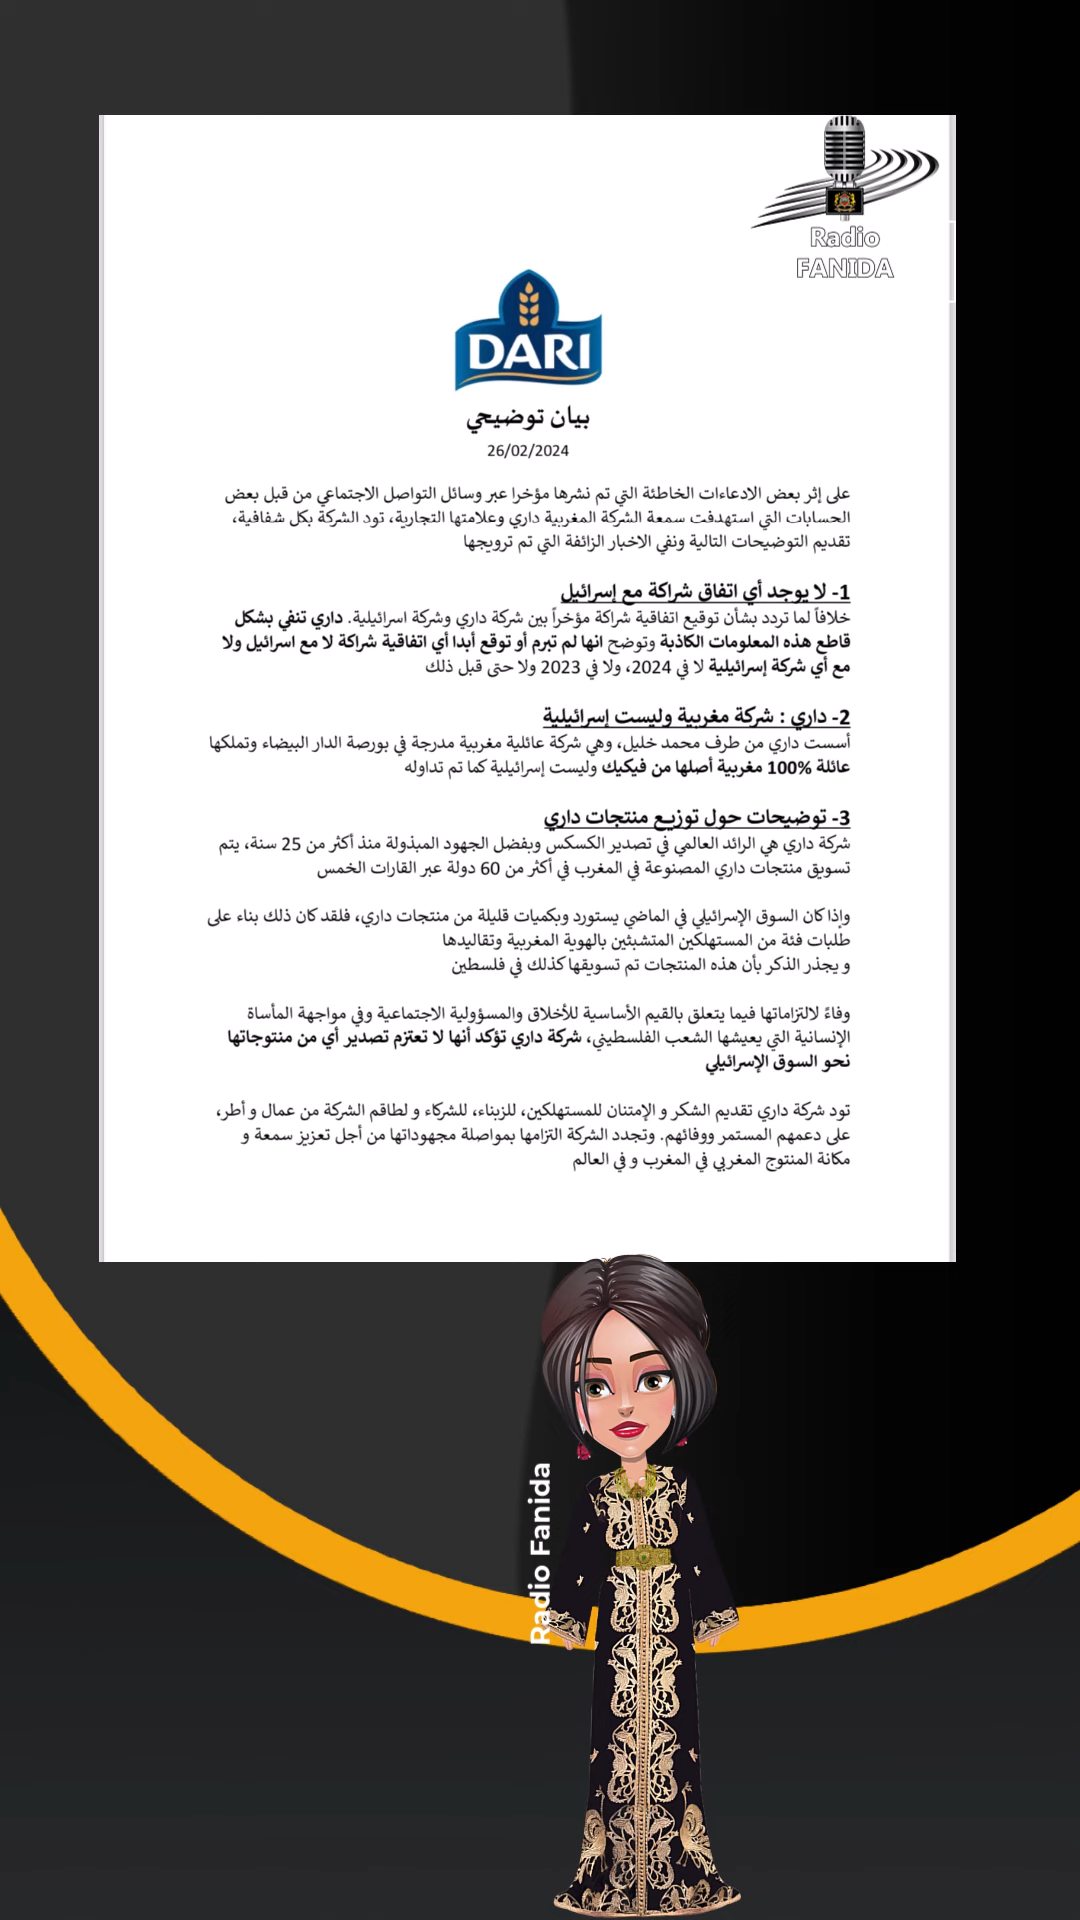 Radio
FANIDA
DARI
بيان توضيحي
26/02/2024
على إثر بعض الادعاءات الخاطئة التي تم نشرها مؤخرا عبر وسائل التواصل الاجتماعي من قبل بعض
الحسابات التي استهدفت سمعة الشركة المغربية داري وعلامتها التجارية، تود الشركة بكل شفافية،
تقديم التوضيحات التالية ونفي الاخبار الزائفة التي تم ترويجها
1- لا يوجد أي اتفاق شراكة مع إسرائيل
خلافاً لما تردد بشأن توقيع اتفاقية شراكة مؤخراً بين شركة داري وشركة اسرائيلية. داري تنفي بشكل
قاطع هذه المعلومات الكاذبة وتوضح انها لم تبرم أو توقع أبدا أي اتفاقية شراكة لا مع اسرائيل ولا
مع أي شركة إسرائيلية لا في 2024، ولا في 2023 ولا حتى قبل ذلك
2- داري : شركة مغربية وليست إسرائيلية
أسست داري من طرف محمد خليل، وهي شركة عائلية مغربية مدرجة في بورصة الدار البيضاء وتملكها
عائلة 100% مغربية أصلها من فيكيك وليست إسرائيلية كما تم تداوله
3- توضيحات حول توزيع منتجات داري
شركة داري هي الرائد العالمي في تصدير الكسكس وبفضل الجهود المبذولة منذ أكثر من 25 سنة، يتم
تسويق منتجات داري المصنوعة في المغرب في أكثر من 60 دولة عبر القارات الخمس
وإذا كان السوق الإسرائيلي في الماضي يستورد وبكميات قليلة من منتجات داري، فلقد كان ذلك بناء على
طلبات فئة من المستهلكين المتشبثين بالهوية المغربية وتقاليدها
و يجذر الذكر بأن هذه المنتجات تم تسويقها كذلك في فلسطين
وفاءً لالتزاماتها فيما يتعلق بالقيم الأساسية للأخلاق والمسؤولية الاجتماعية وفي مواجهة المأساة
الإنسانية التي يعيشها الشعب الفلسطيني، شركة داري تؤكد أنها لا تعتزم تصدير أي من منتوجاتها
نحو السوق الإسرائيلي
تود شركة داري تقديم الشكر و الإمتنان للمستهلكين، للزبناء، للشركاء و لطاقم الشركة من عمال و أطر،
على دعمهم المستمر ووفائهم. وتجدد الشركة التزامها بمواصلة مجهوداتها من أجل تعزيز سمعة و
مكانة المنتوج المغربي في المغرب و في العالم
Radio Fanida